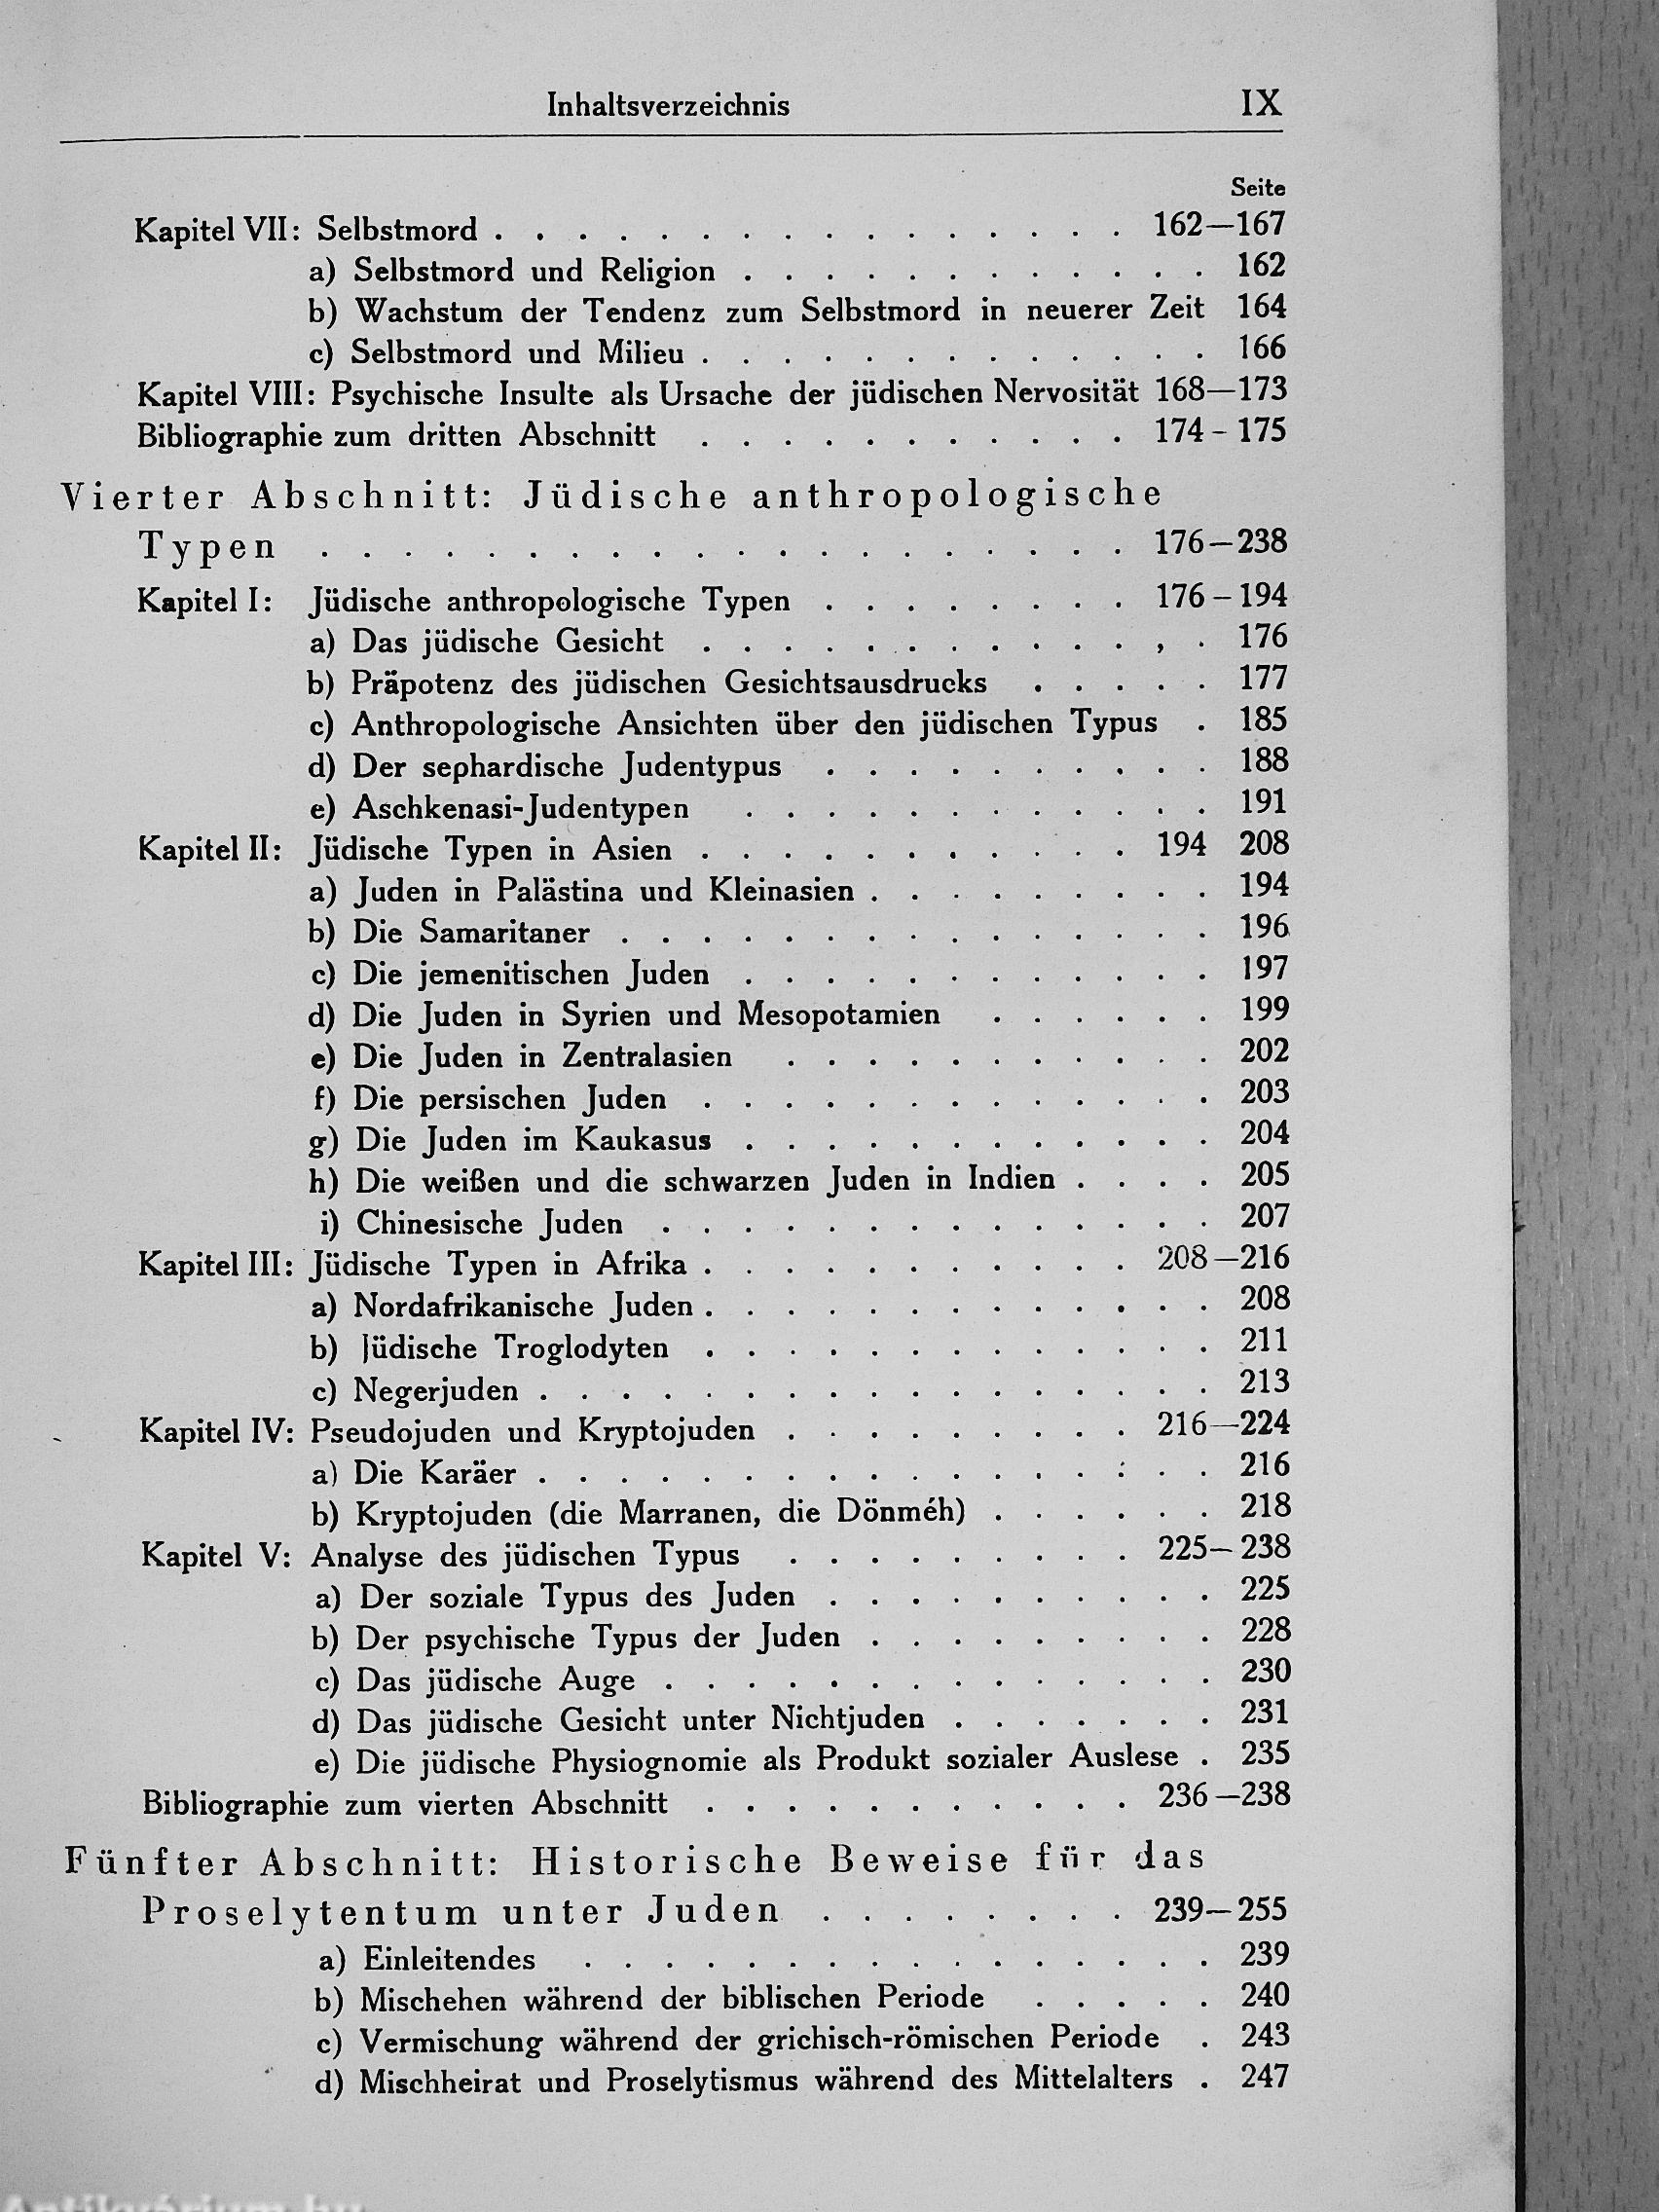 Inhaltsverzeichnis IX
Seite
Kapitel VII: Selbstmord . . . . . . . . . . . . . . . . 162—167
a) Selbstmord und Religion . . . . . . . . . . . . 162
b) Wachstum der Tendenz zum Selbstmord in neuerer Zeit 164
c) Selbstmord und Milieu . . . . . . . . . . . . . 166
Kapitel VIII: Psychische Insulte als Ursache der jüdischen Nervosität 168—173
Bibliographie zum dritten Abschnitt . . . . . . . . . . . 174 - 175
Vierter Abschnitt: Jüdische anthropologische
Typen . . . . . . . . . . . . . . . . . . . . 176—238
Kapitel I: Jüdische anthropologische Typen . . . . . . . . 176 – 194
a) Das jüdische Gesicht . . . . . . . . . . . , . 176
b) Präpotenz des jüdischen Gesichtsausdrucks . . . . . 177
c) Anthropologische Ansichten über den jüdischen Typus . 185
d) Der sephardische Judentypus . . . . . . . . . . 188
e) Aschkenasi-Judentypen . . . . . . . . . . . . 191
Kapitel II: Jüdische Typen in Asien . . . . . . . . . . . 194 208
a) Juden in Palästina und Kleinasien . . . . . . . . . 194
b) Die Samaritaner . . . . . . . . . . . . . . . 196
c) Die jemenitischen Juden . . . . . . . . . . . . 197
d) Die Juden in Syrien und Mesopotamien . . . . . . 199
e) Die Juden in Zentralasien . . . . . . . . . . . 202
f) Die persischen Juden . . . . . . . . . . . . . 203
g) Die Juden im Kaukasus . . . . . . . . . . . . 204
h) Die weißen und die schwarzen Juden in Indien . . . . 205
i) Chinesische Juden . . . . . . . . . . . . . . 207
Kapitel III: Jüdische Typen in Afrika . . . . . . . . . . . 208—216
a) Nordafrikanische Juden . . . . . . . . . . . . . 208
b) Jüdische Troglodyten . . . . . . . . . . . . . 211
c) Negerjuden . . . . . . . . . . . . . . . . . 213
Kapitel IV: Pseudojuden und Kryptojuden . . . . . . . . . 216—224
a) Die Karäer . . . . . . . . . . . . . . : . . 216
b) Kryptojuden (die Marranen, die Dönméh) . . . . . . 218
Kapitel V: Analyse des jüdischen Typus . . . . . . . . . 225— 238
a) Der soziale Typus des Juden . . . . . . . . . . 225
b) Der psychische Typus der Juden . . . . . . . . . 228
c) Das jüdische Auge . . . . . . . . . . . . . . 230
d) Das jüdische Gesicht unter Nichtjuden . . . . . . . 231
e) Die jüdische Physiognomie als Produkt sozialer Auslese . 235
Bibliographie zum vierten Abschnitt . . . . . . . . . . . 236—238
Fünfter Abschnitt: Historische Beweise für das
Proselytentum unter Juden . . . . . . . . 239—255
a) Einleitendes . . . . . . . . . . . . . . . . 239
b) Mischehen während der biblischen Periode . . . . . 240
c) Vermischung während der grichisch-römischen Periode . 243
d) Mischheirat und Proselytismus während des Mittelalters . 247
Antikvárium.hu